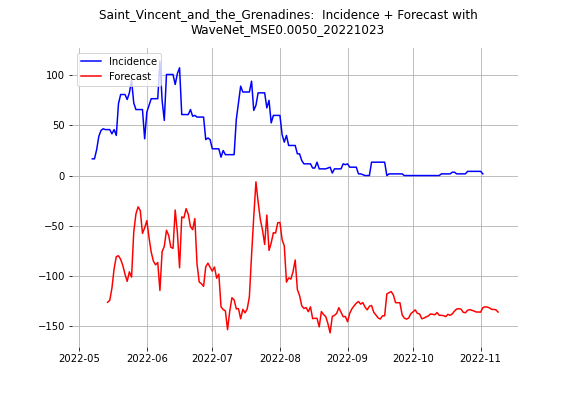 Saint_Vincent_and_the_Grenadines:  Incidence + Forecast with
WaveNet_MSE0.0050_20221023
Incidence
Forecast
100
50
0
−50
−100
−150
2022-05 2022-06 2022-07 2022-08 2022-09 2022-10 2022-11